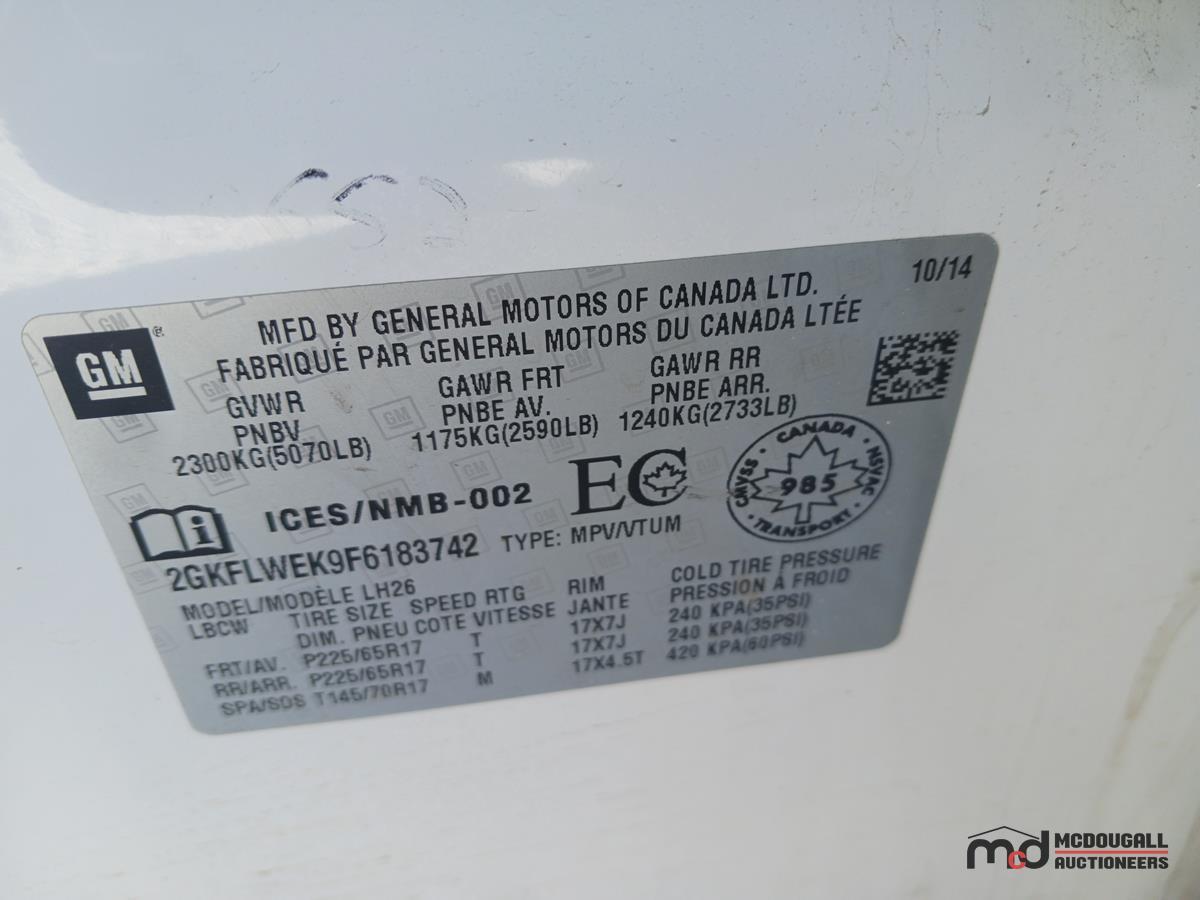 GM
10/14
MFD BY GENERAL MOTORS OF CANADA LTD.
FABRIQUÉ PAR GENERAL MOTORS DU CANADA LTÉE
GVWR GAWR FRT GAWR RR
PNBV PNBE AV. PNBE ARR.
2300KG(5070LB) 1175KG(2590LB) 1240KG(2733LB)
ICES/NMB-002 EC
CANADA
CMVSS 985 NSVAC
TRANSPORT
2GKFLWEK9F6183742 TYPE: MPV/VTUM
MODEL/MODÈLE LH26
LBCW TIRE SIZE SPEED RTG RIM COLD TIRE PRESSURE
DIM. PNEU COTE VITESSE JANTE PRESSION À FROID
FRT/AV. P225/65R17 T 17X7J 240 KPA(35PSI)
RR/ARR. P225/65R17 T 17X7J 240 KPA(35PSI)
SPA/SDS T145/70R17 M 17X4.5T 420 KPA(60PSI)
mcd MCDOUGALL
AUCTIONEERS